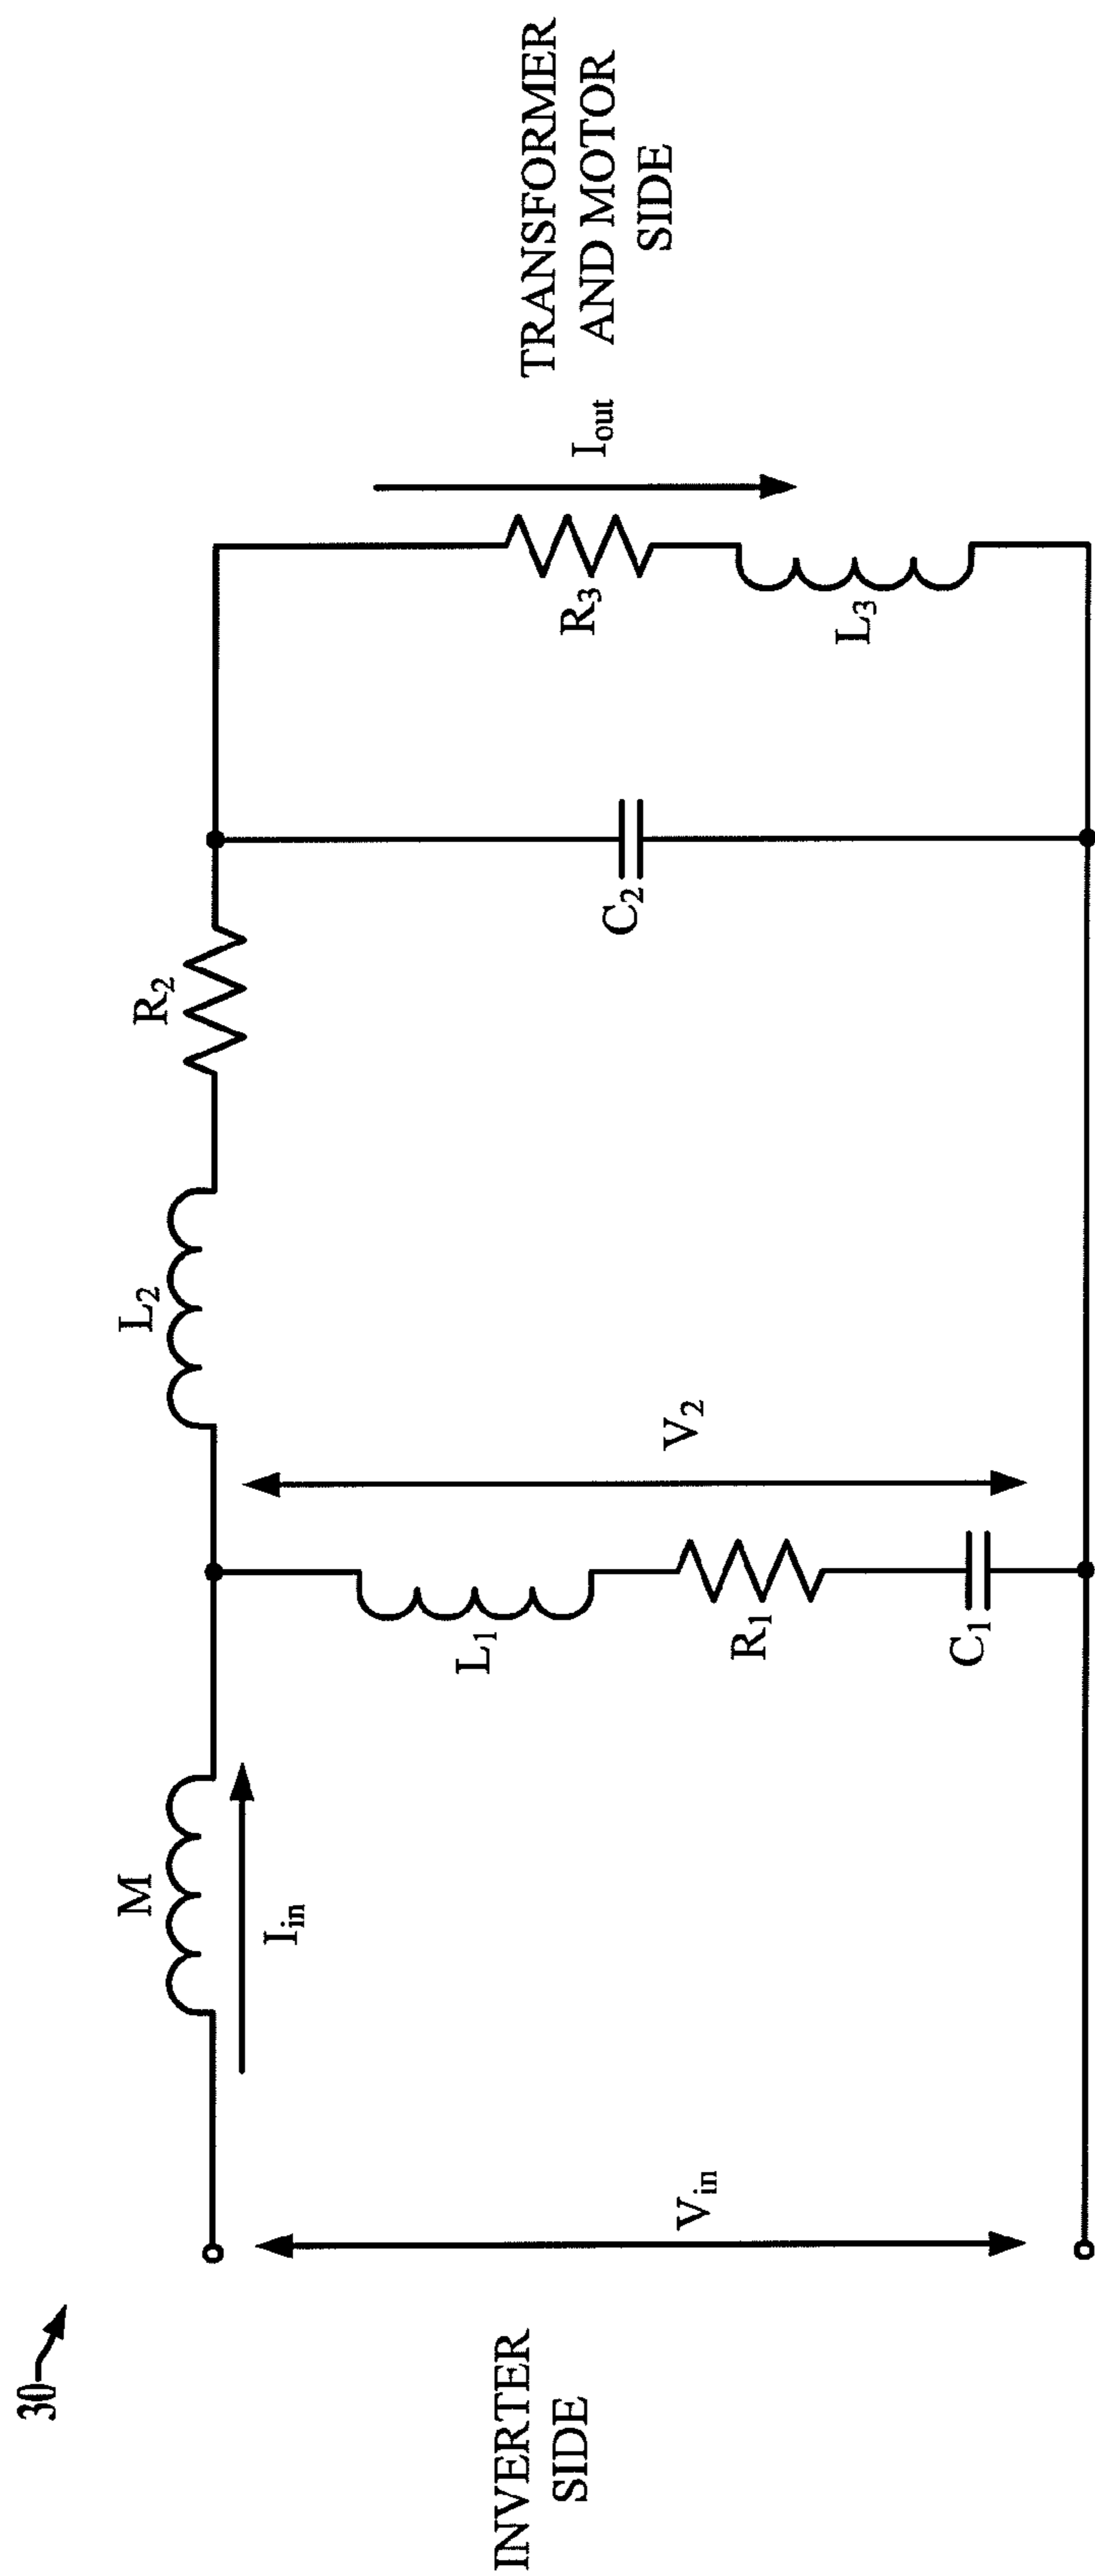 30
INVERTER
SIDE
V_in
M
I_in
L_1
R_1
C_1
V_2
L_2
R_2
C_2
R_3
L_3
I_out
TRANSFORMER
AND MOTOR
SIDE